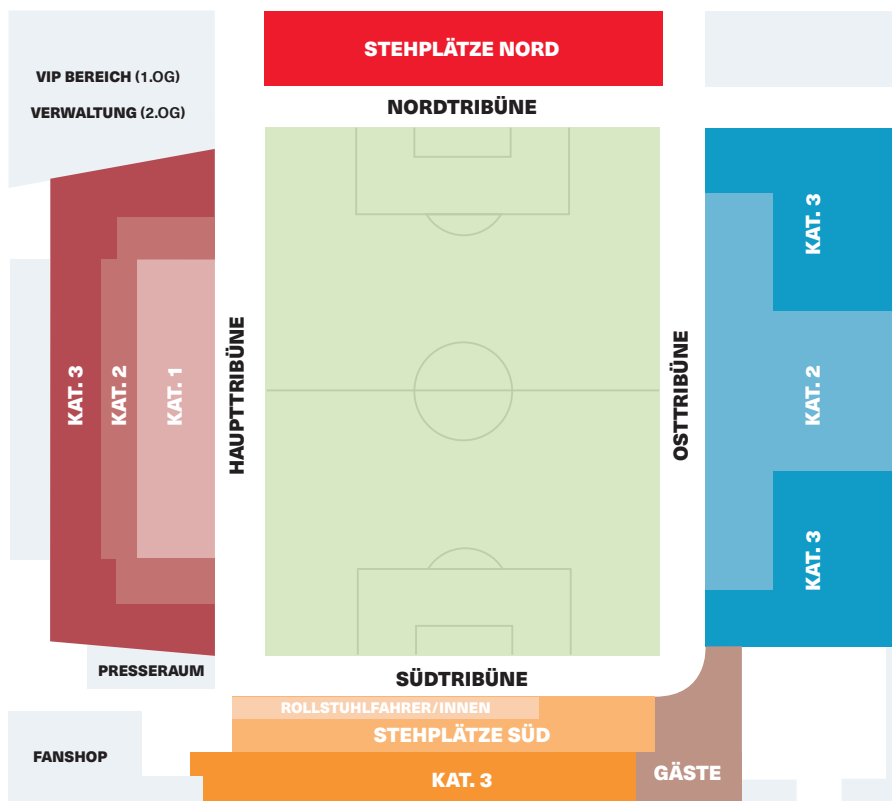 STEHPLÄTZE NORD
VIP BEREICH (1.OG)
VERWALTUNG (2.OG)
NORDTRIBÜNE
KAT. 3
KAT. 2
KAT. 1
HAUPTTRIBÜNE
OSTTRIBÜNE
KAT. 3
KAT. 2
KAT. 3
PRESSERAUM
SÜDTRIBÜNE
ROLLSTUHLFAHRER/INNEN
STEHPLÄTZE SÜD
FANSHOP
KAT. 3
GÄSTE